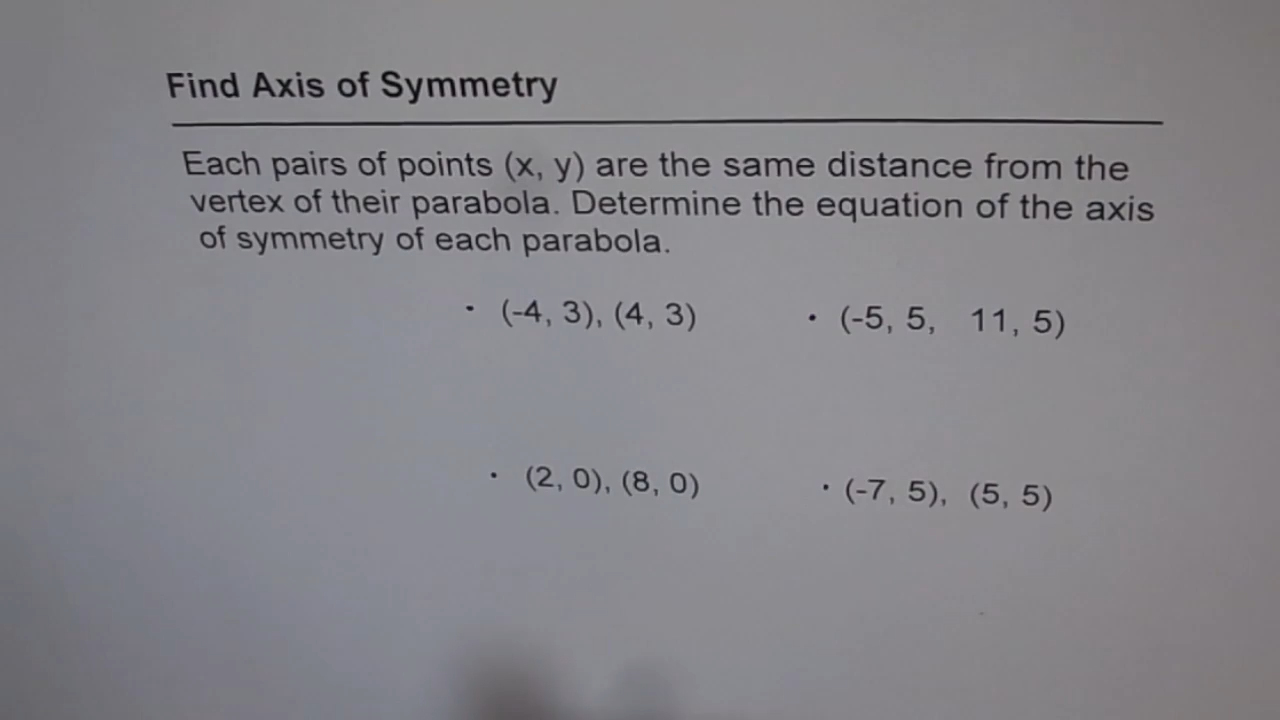 Find Axis of Symmetry
Each pairs of points (x, y) are the same distance from the
vertex of their parabola. Determine the equation of the axis
of symmetry of each parabola.
• (-4, 3), (4, 3) • (-5, 5, 11, 5)
• (2, 0), (8, 0) • (-7, 5), (5, 5)